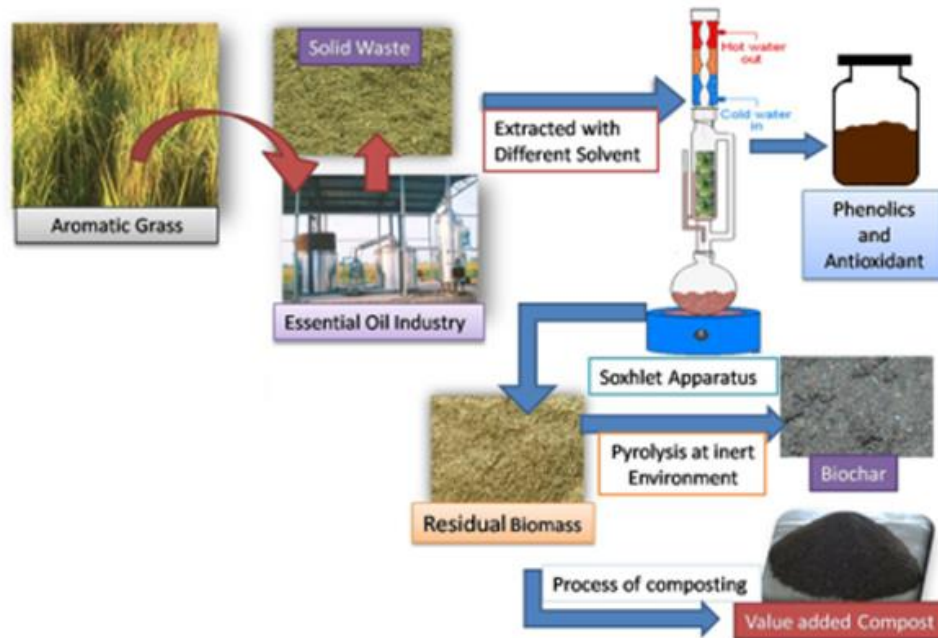 Solid Waste
Aromatic Grass
Essential Oil Industry
Extracted with
Different Solvent
Hot water
out
Cold water
in
Phenolics
and
Antioxidant
Soxhlet Apparatus
Pyrolysis at inert
Environment
Biochar
Residual Biomass
Process of composting
Value added Compost